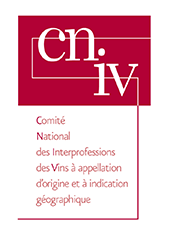 cn.
iv
Comité
National
des Interprofessions
des Vins à appellation
d'origine et à indication
géographique